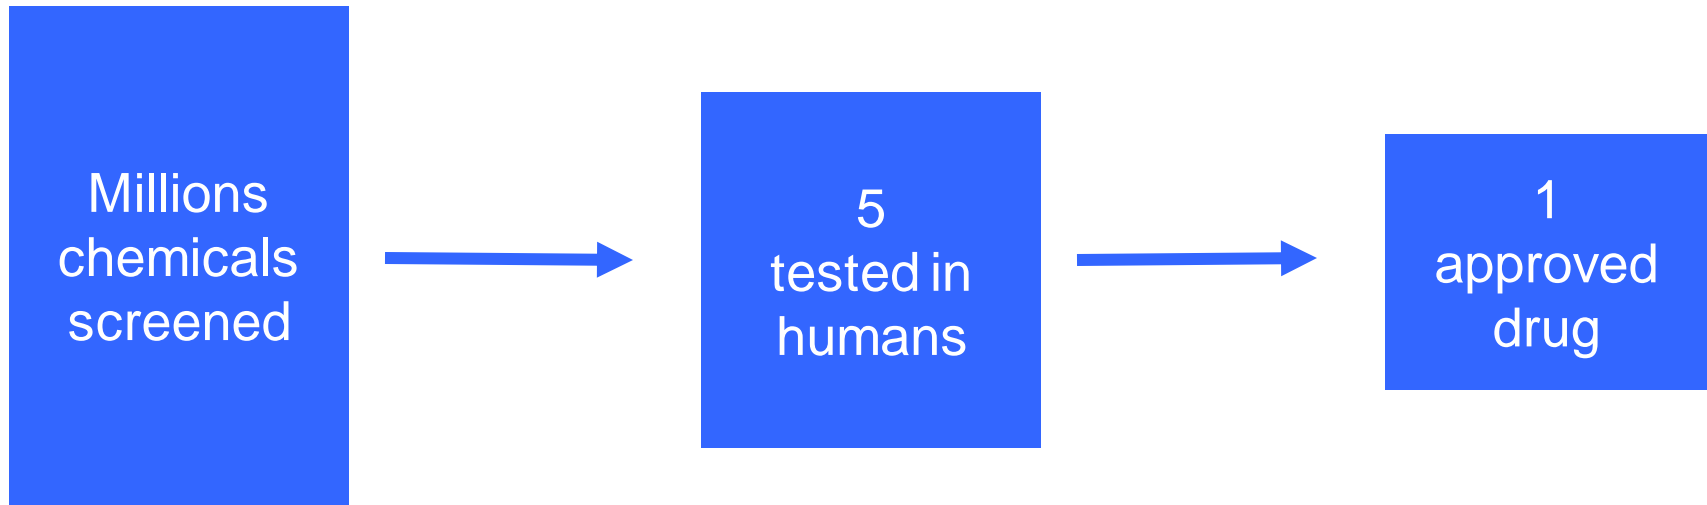 Millions
chemicals
screened
5
tested in
humans
1
approved
drug